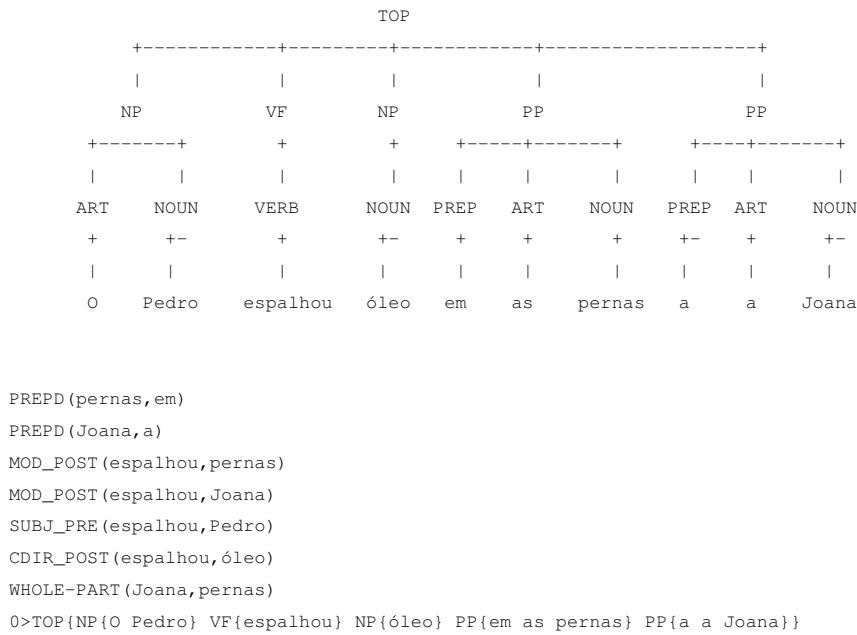 TOP
+------------+---------+------------+-------------------+
| | | | |
NP VF NP PP PP
+-------+ + + +-----+-------+ +----+-------+
| | | | | | | | | |
ART NOUN VERB NOUN PREP ART NOUN PREP ART NOUN
+ +- + +- + + + +- + +-
| | | | | | | | | |
O Pedro espalhou óleo em as pernas a a Joana
PREPD(pernas,em)
PREPD(Joana,a)
MOD_POST(espalhou,pernas)
MOD_POST(espalhou,Joana)
SUBJ_PRE(espalhou,Pedro)
CDIR_POST(espalhou,óleo)
WHOLE-PART(Joana,pernas)
0>TOP{NP{O Pedro} VF{espalhou} NP{óleo} PP{em as pernas} PP{a a Joana}}